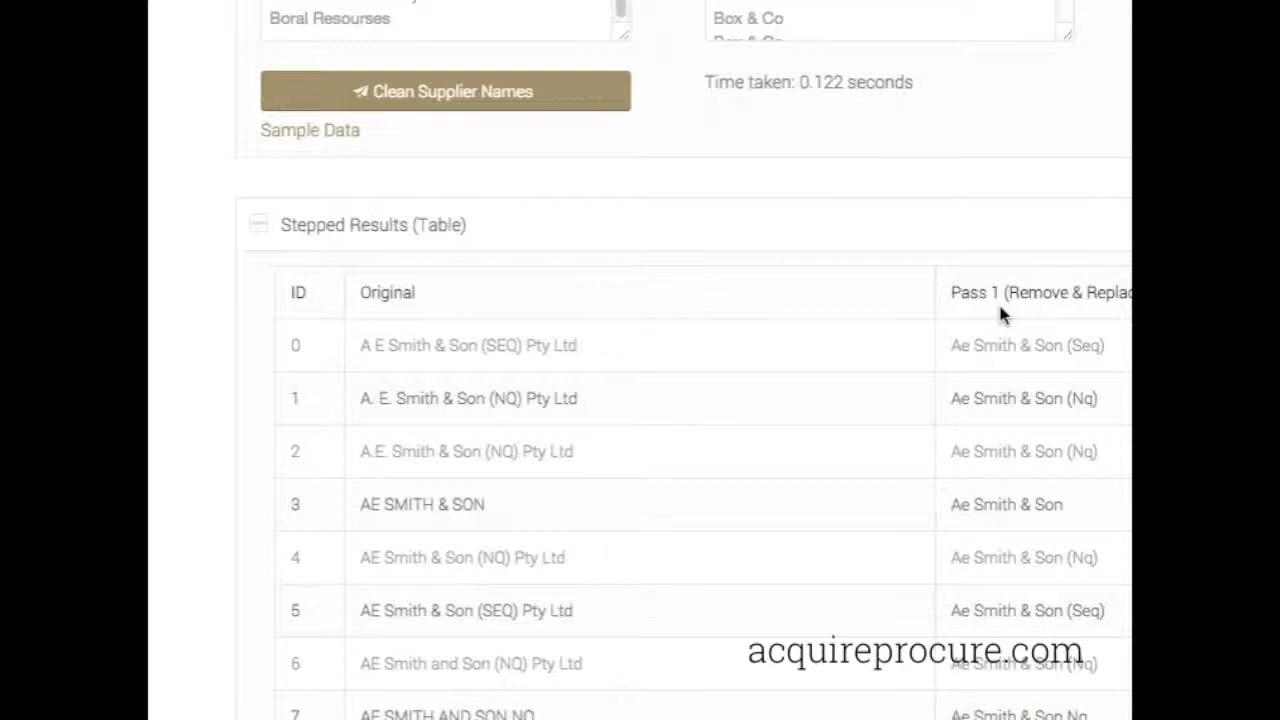 Boral Resourses
Box & Co
Clean Supplier Names
Time taken: 0.122 seconds
Sample Data
Stepped Results (Table)
ID Original Pass 1 (Remove & Replac
0 A E Smith & Son (SEQ) Pty Ltd Ae Smith & Son (Seq)
1 A. E. Smith & Son (NQ) Pty Ltd Ae Smith & Son (Nq)
2 A.E. Smith & Son (NQ) Pty Ltd Ae Smith & Son (Nq)
3 AE SMITH & SON Ae Smith & Son
4 AE Smith & Son (NQ) Pty Ltd Ae Smith & Son (Nq)
5 AE Smith & Son (SEQ) Pty Ltd Ae Smith & Son (Seq)
acquireprocure.com
6 AE Smith and Son (NQ) Pty Ltd Ae Smith & Son (Nq)
7 AE SMITH AND SON NQ Ae Smith & Son Nq